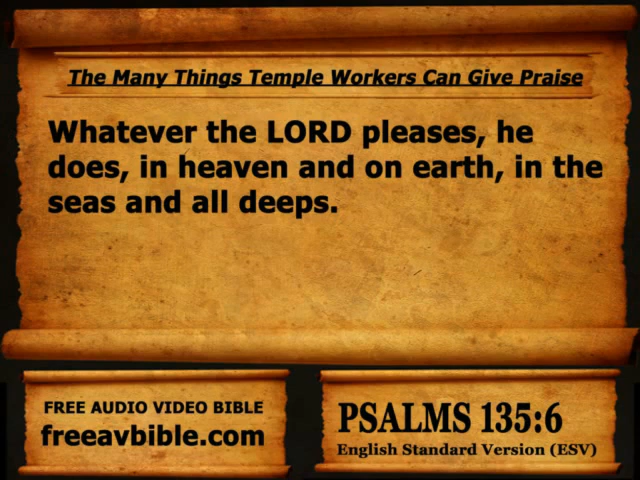 The Many Things Temple Workers Can Give Praise
Whatever the LORD pleases, he
does, in heaven and on earth, in the
seas and all deeps.
FREE AUDIO VIDEO BIBLE
freeavbible.com
PSALMS 135:6
English Standard Version (ESV)